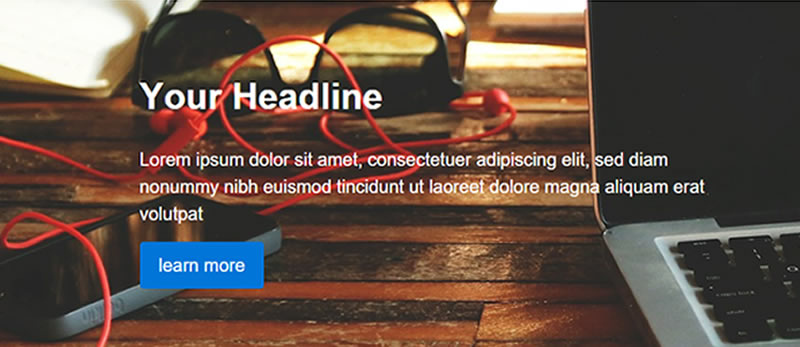 Your Headline
Lorem ipsum dolor sit amet, consectetuer adipiscing elit, sed diam
nonummy nibh euismod tincidunt ut laoreet dolore magna aliquam erat
volutpat
learn more